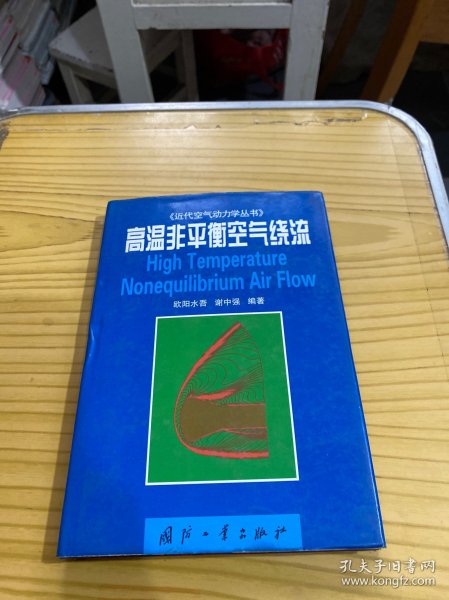 《近代空气动力学丛书》
高温非平衡空气绕流
High Temperature
Nonequilibrium Air Flow
欧阳水吾 谢中强 编著
国防工业出版社
孔夫子旧书网
www.kongfz.com